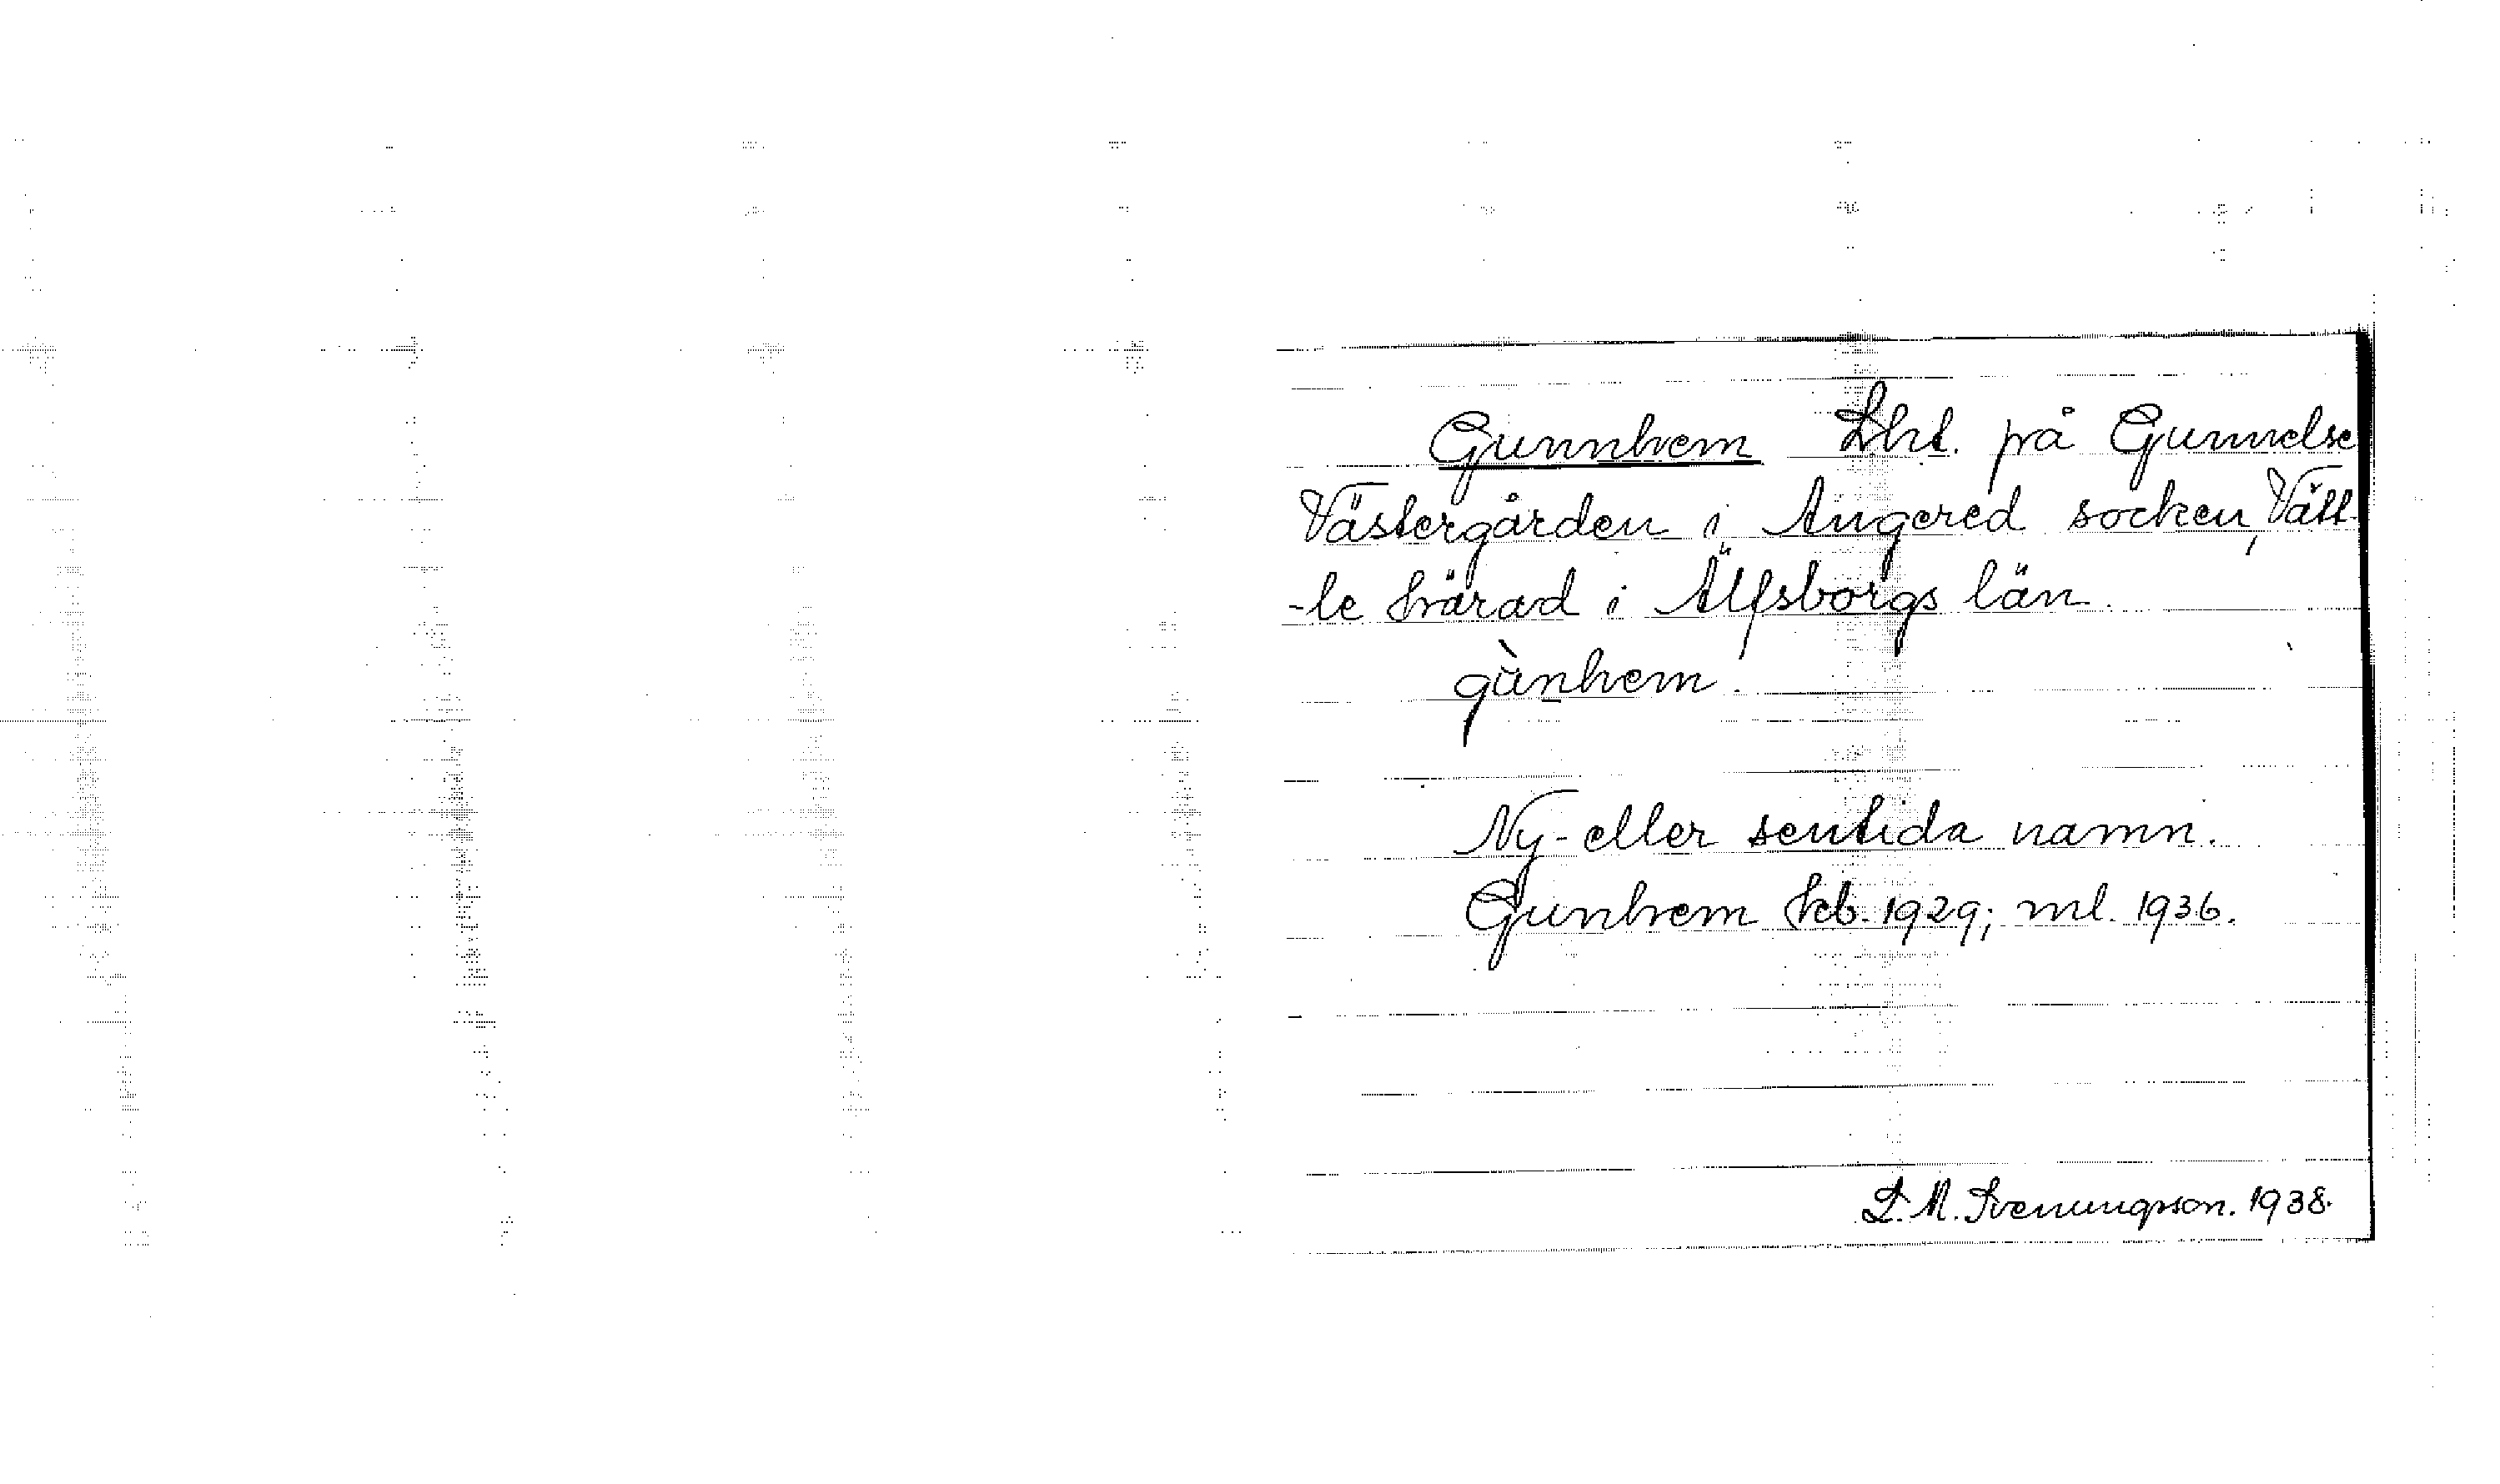 Gunnhem Lht. på Gunnelse
Västergården i Angered socken, Vätt-
-le härad i Älfsborgs län.
gùnhem.
Ny- eller sentida namn.
Gunhem kb. 1929; ml. 1936.
L. M. Svenungsson. 1938.